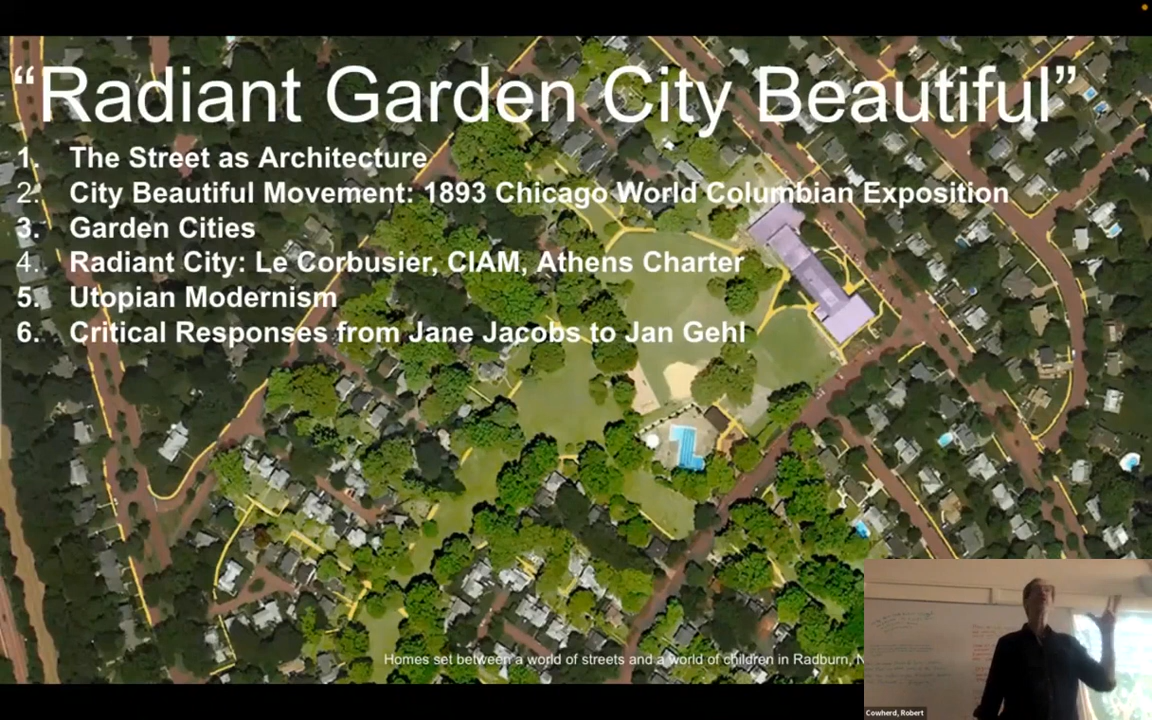 “Radiant Garden City Beautiful”
1. The Street as Architecture
2. City Beautiful Movement: 1893 Chicago World Columbian Exposition
3. Garden Cities
4. Radiant City: Le Corbusier, CIAM, Athens Charter
5. Utopian Modernism
6. Critical Responses from Jane Jacobs to Jan Gehl
Homes set between a world of streets and a world of children in Radburn, N
Cowherd, Robert